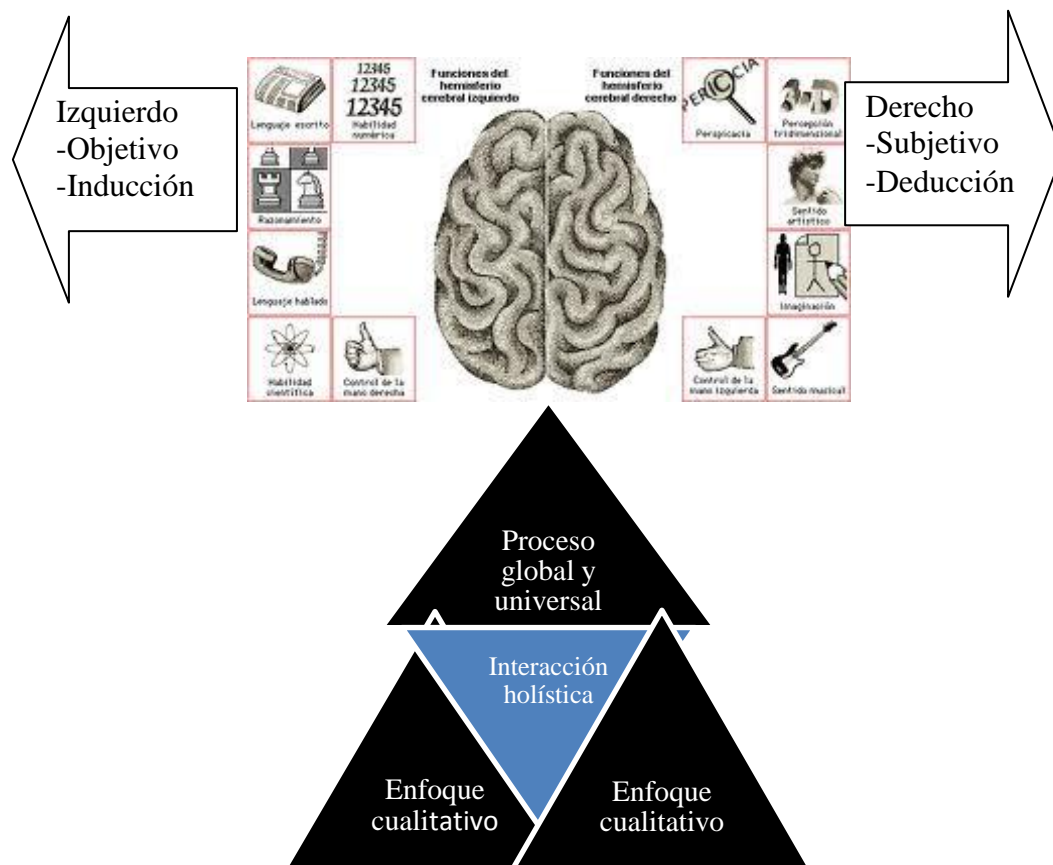 Izquierdo
-Objetivo
-Inducción
Lenguaje escrito
12345
12345
12345
Habilidad
numérica
Funciones del
hemisferio
cerebral izquierdo
Funciones del
hemisferio
cerebral derecho
PERICIA
Perspicacia
3-D
Percepción
tridimensional
Derecho
-Subjetivo
-Deducción
Razonamiento
Sentido
artístico
Lenguaje hablado
Imaginación
Habilidad
científica
Control de la
mano derecha
Control de la
mano izquierda
Sentido musical
Proceso
global y
universal
Interacción
holística
Enfoque
cualitativo
Enfoque
cualitativo